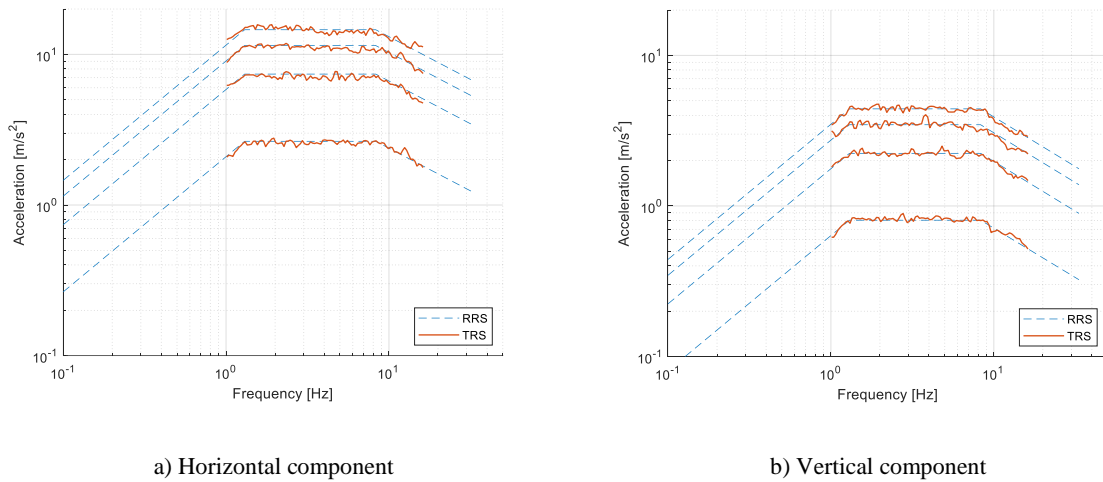 10^1
10^0
10^-1
Acceleration [m/s^2]
RRS
TRS
10^-1
10^0
10^1
Frequency [Hz]
10^1
10^0
10^-1
Acceleration [m/s^2]
RRS
TRS
10^-1
10^0
10^1
Frequency [Hz]
a) Horizontal component
b) Vertical component